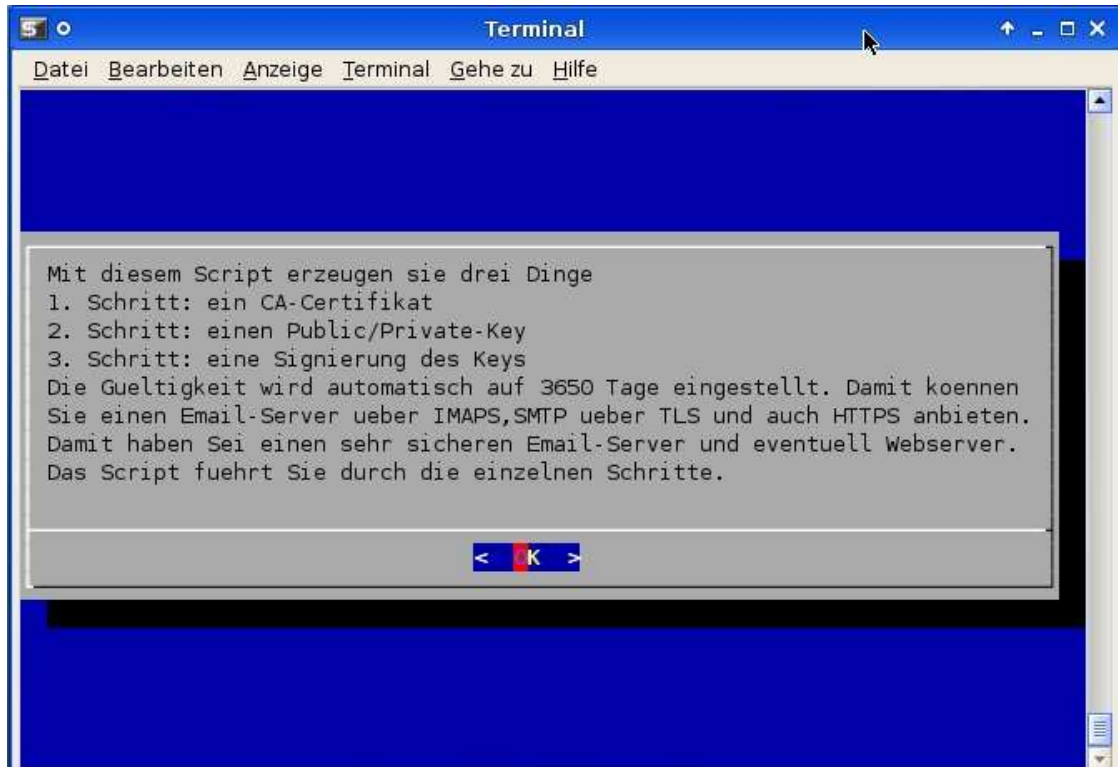 Terminal
Datei Bearbeiten Anzeige Terminal Gehe zu Hilfe
Mit diesem Script erzeugen sie drei Dinge
1. Schritt: ein CA-Certifikat
2. Schritt: einen Public/Private-Key
3. Schritt: eine Signierung des Keys
Die Gueltigkeit wird automatisch auf 3650 Tage eingestellt. Damit koennen
Sie einen Email-Server ueber IMAPS,SMTP ueber TLS und auch HTTPS anbieten.
Damit haben Sei einen sehr sicheren Email-Server und eventuell Webserver.
Das Script fuehrt Sie durch die einzelnen Schritte.
< OK >